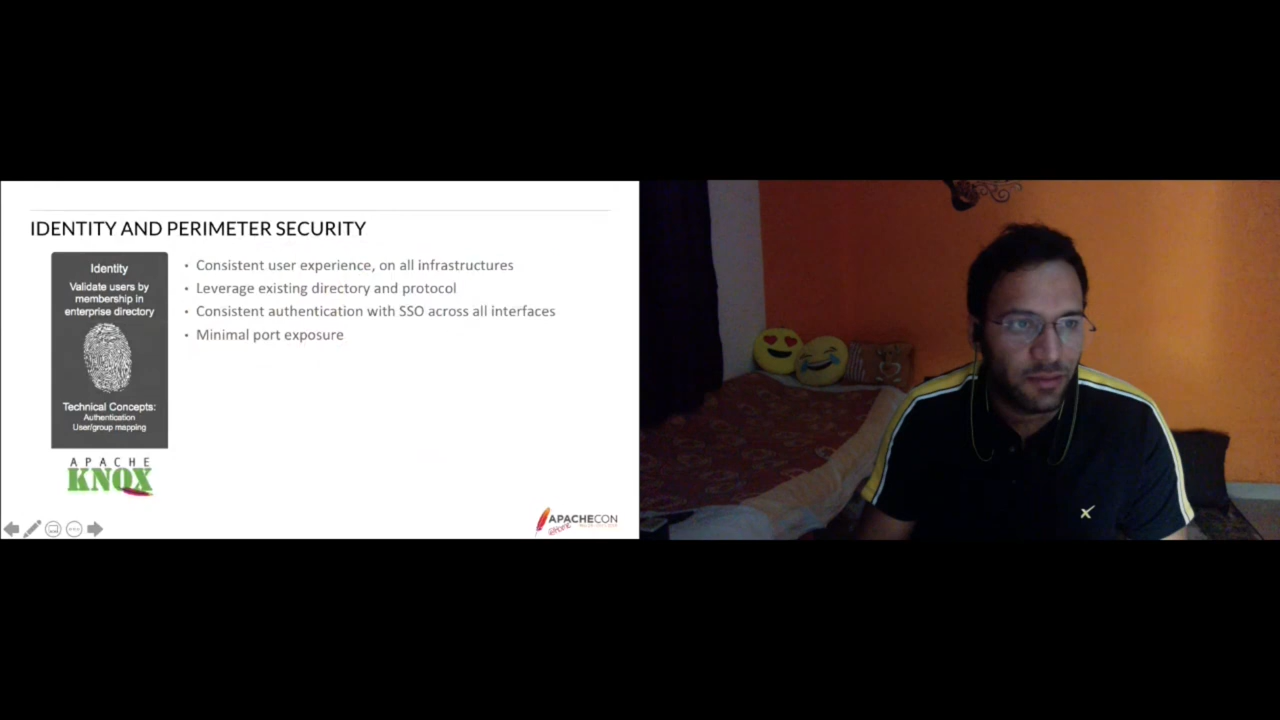 IDENTITY AND PERIMETER SECURITY
Identity
Validate users by
membership in
enterprise directory
Technical Concepts:
Authentication
User/group mapping
APACHE
KNOX
• Consistent user experience, on all infrastructures
• Leverage existing directory and protocol
• Consistent authentication with SSO across all interfaces
• Minimal port exposure
APACHECON
@Home